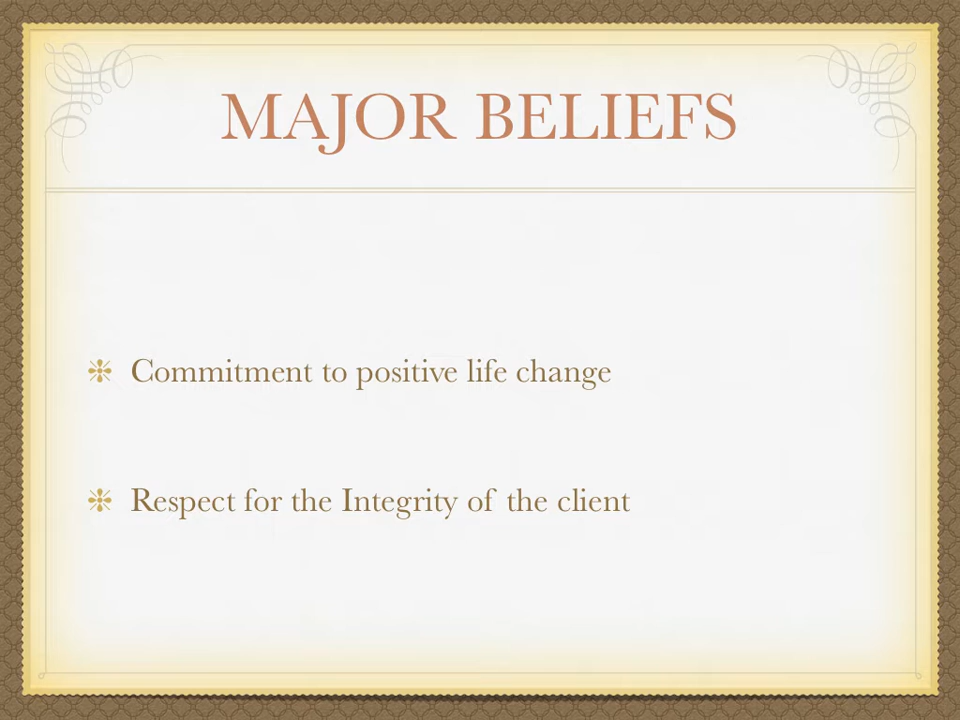 MAJOR BELIEFS
Commitment to positive life change
Respect for the Integrity of the client